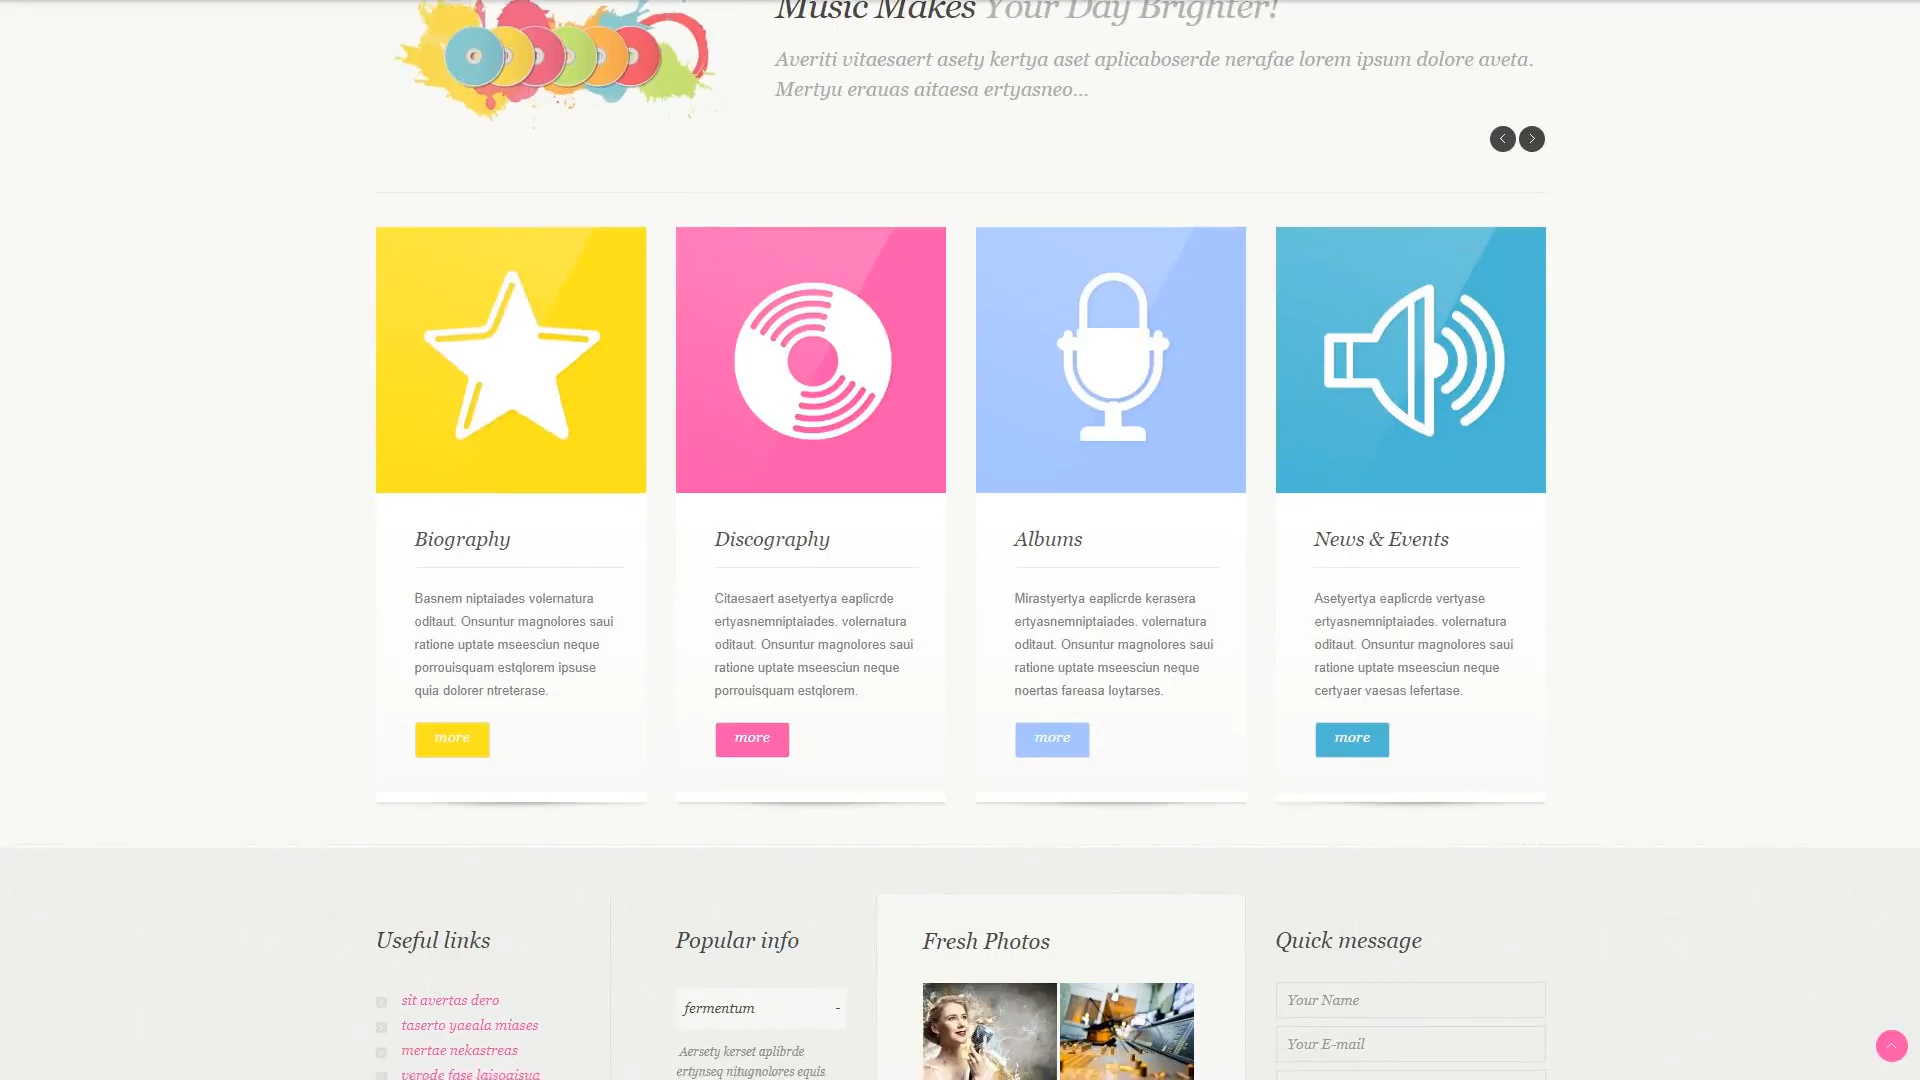 Music Makes Your Day Brighter!
Averiti vitaesaert asety kertya aset aplicaboserde nerafae lorem ipsum dolore aveta.
Mertyu erauas aitaesa ertyasneo...
Biography
Basnem niptaiades volernatura
oditaut. Onsuntur magnolores saui
ratione uptate mseesciun neque
porrouisquam estqlorem ipsuse
quia dolorer ntreterase.
more
Discography
Citaesaert asetyertya eaplicrde
ertyasnemniptaiades. volernatura
oditaut. Onsuntur magnolores saui
ratione uptate mseesciun neque
porrouisquam estqlorem.
more
Albums
Mirastyertya eaplicrde kerasera
ertyasnemniptaiades. volernatura
oditaut. Onsuntur magnolores saui
ratione uptate mseesciun neque
noertas fareasa loytarses.
more
News & Events
Asetyertya eaplicrde vertyase
ertyasnemniptaiades. volernatura
oditaut. Onsuntur magnolores saui
ratione uptate mseesciun neque
certyaer vaesas lefertase.
more
Useful links
sit avertas dero
taserto yaeala miases
mertae nekastreas
verode fase laisoaisua
Popular info
fermentum -
Aersety kerset aplibrde
ertynseq nitugnolores equis
Fresh Photos
Quick message
Your Name
Your E-mail